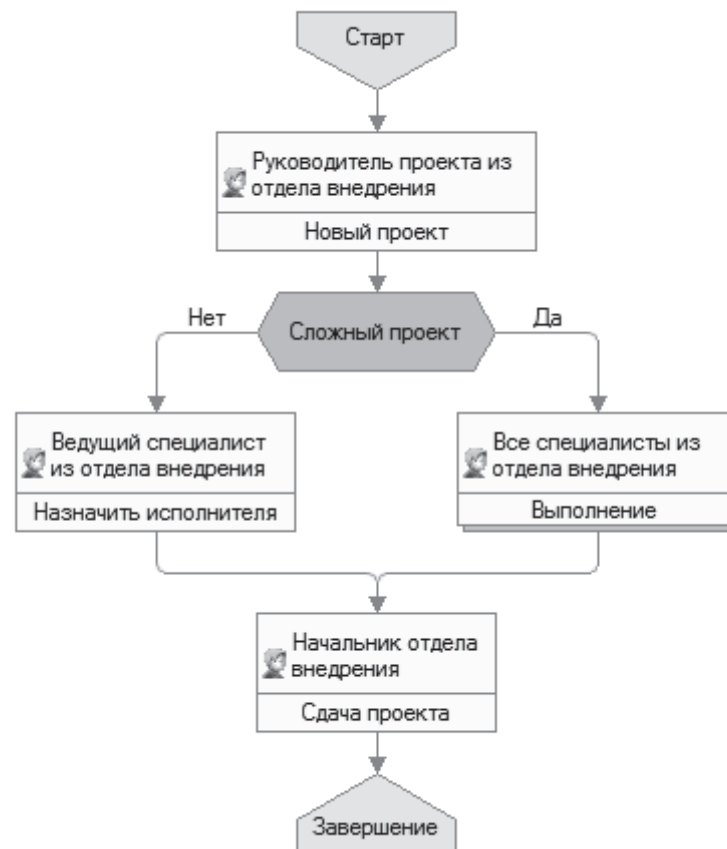 Старт
Руководитель проекта из
отдела внедрения
Новый проект
Нет
Сложный проект
Да
Ведущий специалист
из отдела внедрения
Назначить исполнителя
Все специалисты из
отдела внедрения
Выполнение
Начальник отдела
внедрения
Сдача проекта
Завершение